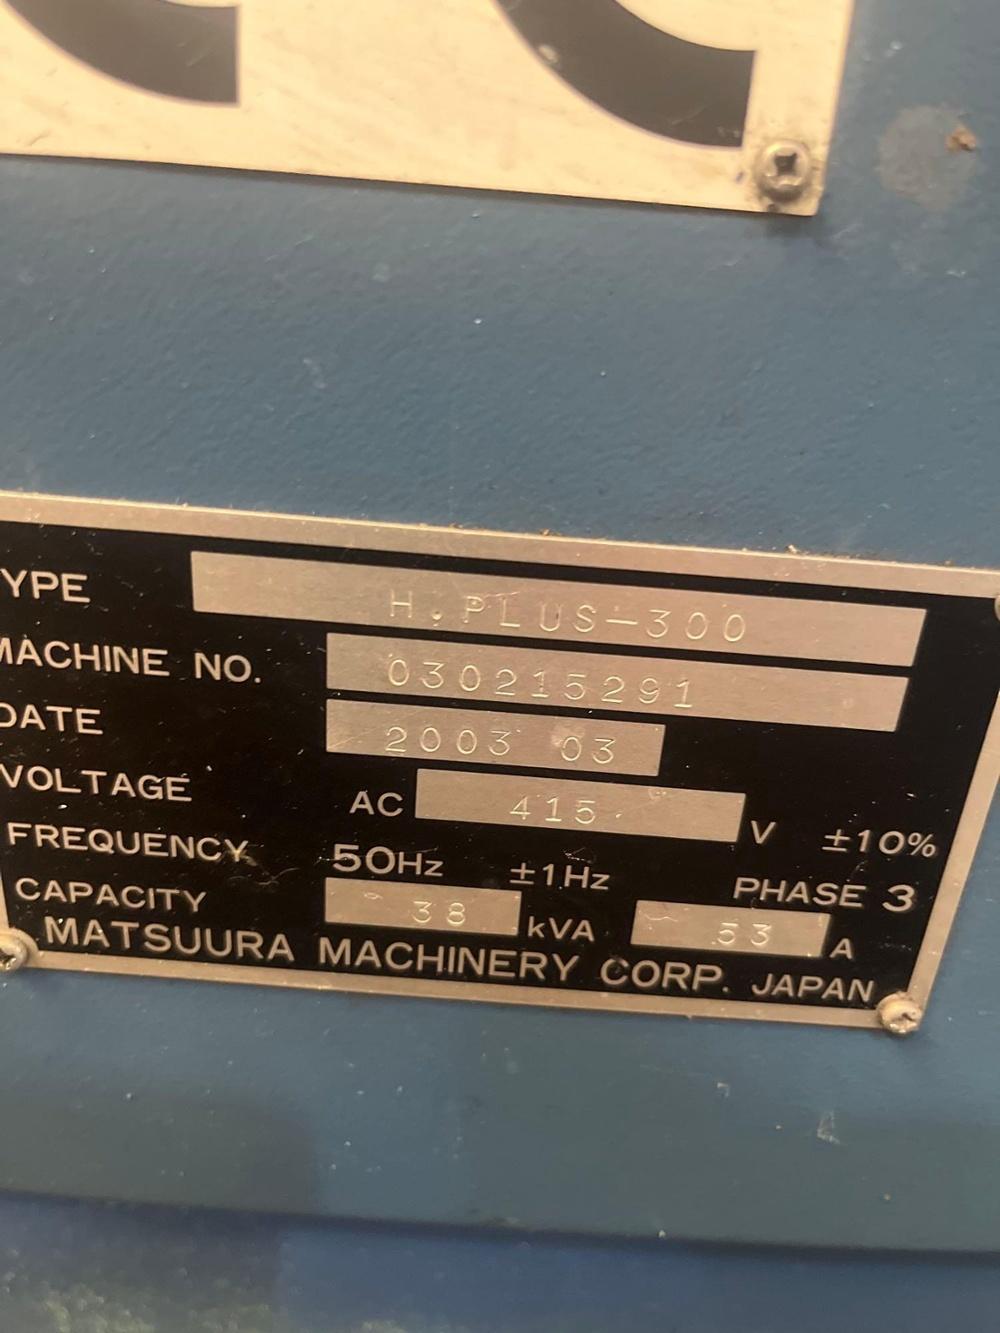 YPE H.PLUS-300
MACHINE NO. 030215291
DATE 2003 03
VOLTAGE AC 415 V ±10%
FREQUENCY 50Hz ±1Hz PHASE 3
CAPACITY 38 kVA 53 A
MATSUURA MACHINERY CORP. JAPAN